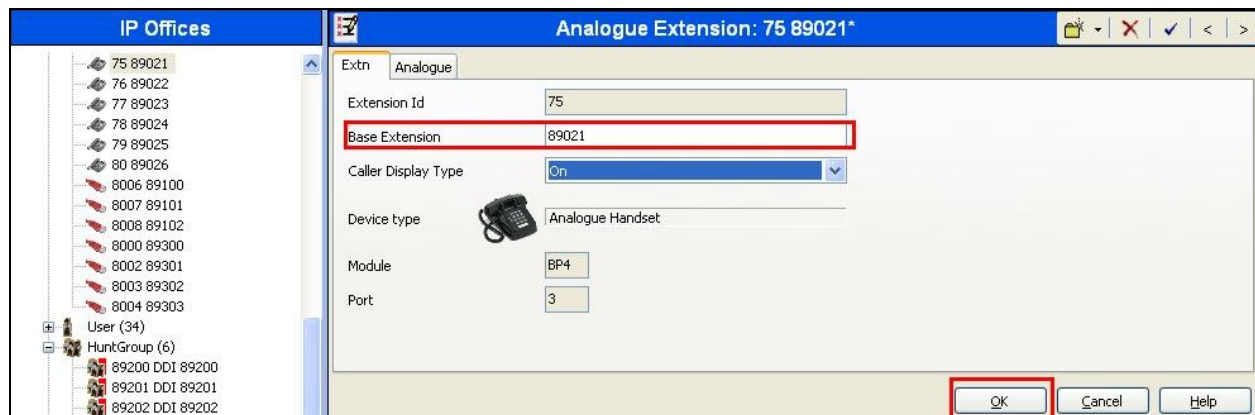 IP Offices
75 89021
76 89022
77 89023
78 89024
79 89025
80 89026
8006 89100
8007 89101
8008 89102
8000 89300
8002 89301
8003 89302
8004 89303
User (34)
HuntGroup (6)
89200 DDI 89200
89201 DDI 89201
89202 DDI 89202
Analogue Extension: 75 89021*
Extn Analogue
Extension Id 75
Base Extension 89021
Caller Display Type On
Device type Analogue Handset
Module BP4
Port 3
OK Cancel Help